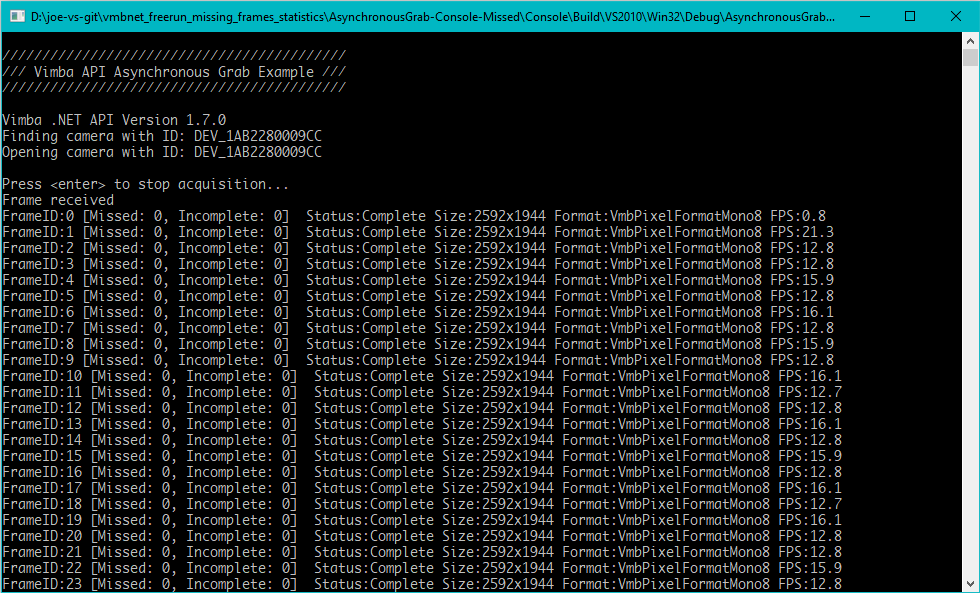 D:\joe-vs-git\vmbnet_freerun_missing_frames_statistics\AsynchronousGrab-Console-Missed\Console\Build\VS2010\Win32\Debug\AsynchronousGrab...
///////////////////////////////////////////
/// Vimba API Asynchronous Grab Example ///
///////////////////////////////////////////
Vimba .NET API Version 1.7.0
Finding camera with ID: DEV_1AB2280009CC
Opening camera with ID: DEV_1AB2280009CC
Press <enter> to stop acquisition...
Frame received
FrameID:0 [Missed: 0, Incomplete: 0]  Status:Complete Size:2592x1944 Format:VmbPixelFormatMono8 FPS:0.8
FrameID:1 [Missed: 0, Incomplete: 0]  Status:Complete Size:2592x1944 Format:VmbPixelFormatMono8 FPS:21.3
FrameID:2 [Missed: 0, Incomplete: 0]  Status:Complete Size:2592x1944 Format:VmbPixelFormatMono8 FPS:12.8
FrameID:3 [Missed: 0, Incomplete: 0]  Status:Complete Size:2592x1944 Format:VmbPixelFormatMono8 FPS:12.8
FrameID:4 [Missed: 0, Incomplete: 0]  Status:Complete Size:2592x1944 Format:VmbPixelFormatMono8 FPS:15.9
FrameID:5 [Missed: 0, Incomplete: 0]  Status:Complete Size:2592x1944 Format:VmbPixelFormatMono8 FPS:12.8
FrameID:6 [Missed: 0, Incomplete: 0]  Status:Complete Size:2592x1944 Format:VmbPixelFormatMono8 FPS:16.1
FrameID:7 [Missed: 0, Incomplete: 0]  Status:Complete Size:2592x1944 Format:VmbPixelFormatMono8 FPS:12.8
FrameID:8 [Missed: 0, Incomplete: 0]  Status:Complete Size:2592x1944 Format:VmbPixelFormatMono8 FPS:15.9
FrameID:9 [Missed: 0, Incomplete: 0]  Status:Complete Size:2592x1944 Format:VmbPixelFormatMono8 FPS:12.8
FrameID:10 [Missed: 0, Incomplete: 0]  Status:Complete Size:2592x1944 Format:VmbPixelFormatMono8 FPS:16.1
FrameID:11 [Missed: 0, Incomplete: 0]  Status:Complete Size:2592x1944 Format:VmbPixelFormatMono8 FPS:12.7
FrameID:12 [Missed: 0, Incomplete: 0]  Status:Complete Size:2592x1944 Format:VmbPixelFormatMono8 FPS:12.8
FrameID:13 [Missed: 0, Incomplete: 0]  Status:Complete Size:2592x1944 Format:VmbPixelFormatMono8 FPS:16.1
FrameID:14 [Missed: 0, Incomplete: 0]  Status:Complete Size:2592x1944 Format:VmbPixelFormatMono8 FPS:12.8
FrameID:15 [Missed: 0, Incomplete: 0]  Status:Complete Size:2592x1944 Format:VmbPixelFormatMono8 FPS:15.9
FrameID:16 [Missed: 0, Incomplete: 0]  Status:Complete Size:2592x1944 Format:VmbPixelFormatMono8 FPS:12.8
FrameID:17 [Missed: 0, Incomplete: 0]  Status:Complete Size:2592x1944 Format:VmbPixelFormatMono8 FPS:16.1
FrameID:18 [Missed: 0, Incomplete: 0]  Status:Complete Size:2592x1944 Format:VmbPixelFormatMono8 FPS:12.7
FrameID:19 [Missed: 0, Incomplete: 0]  Status:Complete Size:2592x1944 Format:VmbPixelFormatMono8 FPS:16.1
FrameID:20 [Missed: 0, Incomplete: 0]  Status:Complete Size:2592x1944 Format:VmbPixelFormatMono8 FPS:12.8
FrameID:21 [Missed: 0, Incomplete: 0]  Status:Complete Size:2592x1944 Format:VmbPixelFormatMono8 FPS:12.8
FrameID:22 [Missed: 0, Incomplete: 0]  Status:Complete Size:2592x1944 Format:VmbPixelFormatMono8 FPS:15.9
FrameID:23 [Missed: 0, Incomplete: 0]  Status:Complete Size:2592x1944 Format:VmbPixelFormatMono8 FPS:12.8